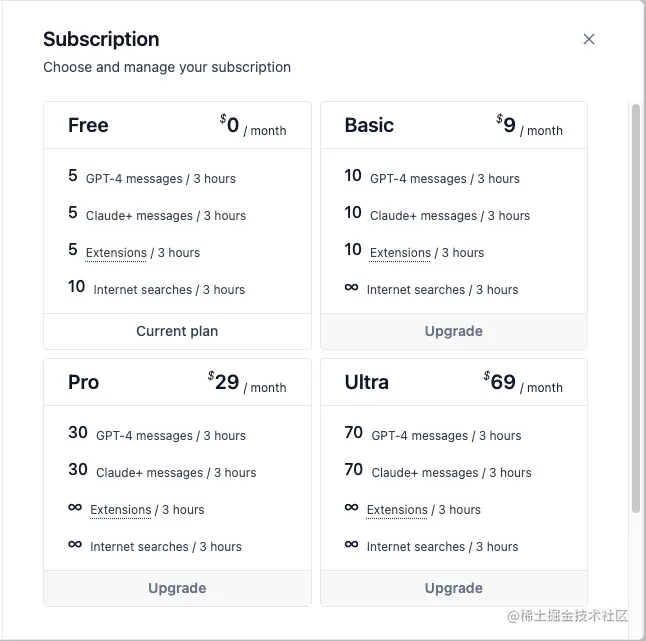 Subscription
Choose and manage your subscription
Free $0 / month
5 GPT-4 messages / 3 hours
5 Claude+ messages / 3 hours
5 Extensions / 3 hours
10 Internet searches / 3 hours
Current plan
Basic $9 / month
10 GPT-4 messages / 3 hours
10 Claude+ messages / 3 hours
10 Extensions / 3 hours
∞ Internet searches / 3 hours
Upgrade
Pro $29 / month
30 GPT-4 messages / 3 hours
30 Claude+ messages / 3 hours
∞ Extensions / 3 hours
∞ Internet searches / 3 hours
Upgrade
Ultra $69 / month
70 GPT-4 messages / 3 hours
70 Claude+ messages / 3 hours
∞ Extensions / 3 hours
∞ Internet searches / 3 hours
Upgrade
@稀土掘金技术社区